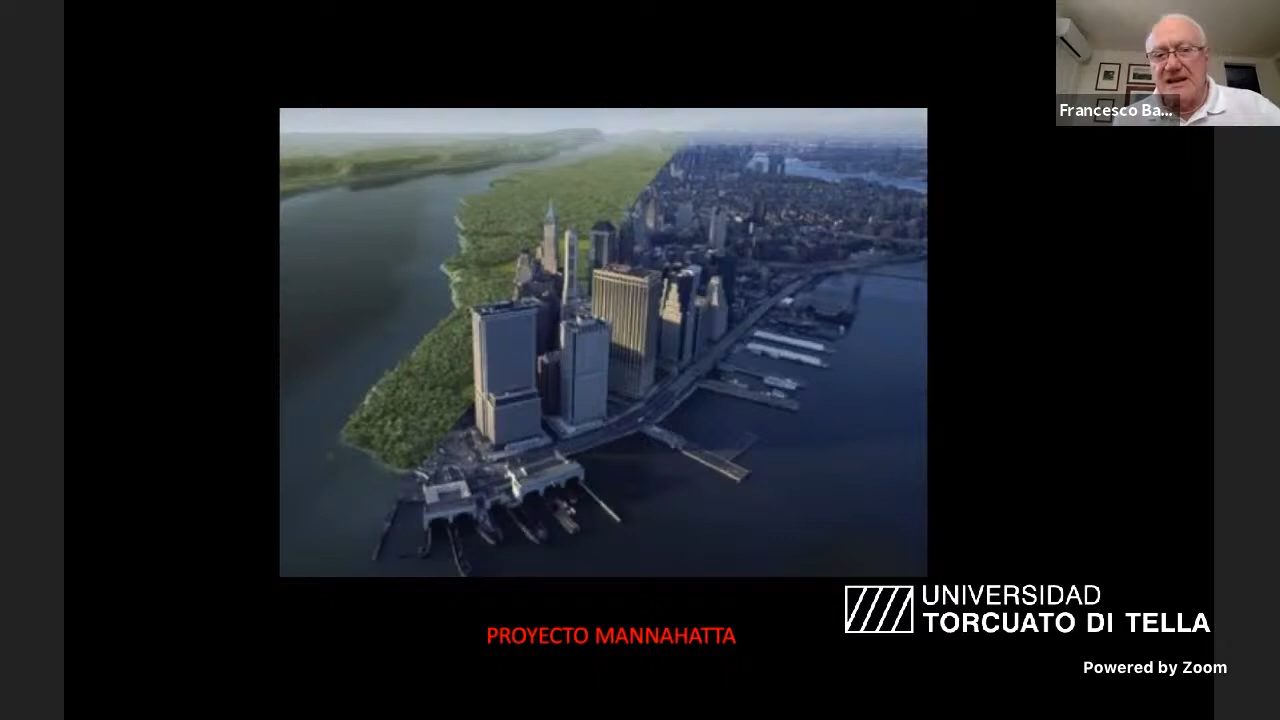 Francesco Ba...
PROYECTO MANNAHATTA
UNIVERSIDAD
TORCUATO DI TELLA
Powered by Zoom